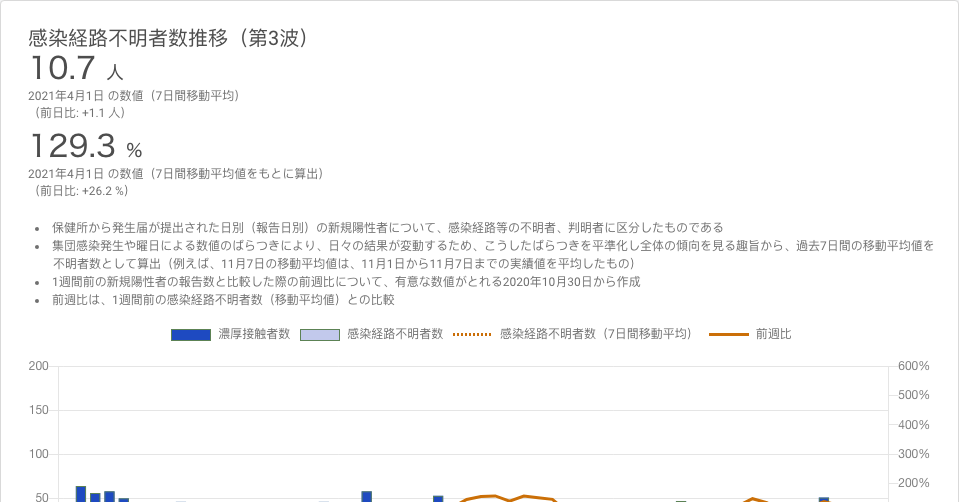 感染経路不明者数推移（第3波）
10.7 人
2021年4月1日 の数値（7日間移動平均）
（前日比: +1.1 人）
129.3 %
2021年4月1日 の数値（7日間移動平均値をもとに算出）
（前日比: +26.2 %）
• 保健所から発生届が提出された日別（報告日別）の新規陽性者について、感染経路等の不明者、判明者に区分したものである
• 集団感染発生や曜日による数値のばらつきにより、日々の結果が変動するため、こうしたばらつきを平準化し全体の傾向を見る趣旨から、過去7日間の移動平均値を
不明者数として算出（例えば、11月7日の移動平均値は、11月1日から11月7日までの実績値を平均したもの）
• 1週間前の新規陽性者の報告数と比較した際の前週比について、有意な数値がとれる2020年10月30日から作成
• 前週比は、1週間前の感染経路不明者数（移動平均値）との比較
濃厚接触者数 感染経路不明者数 感染経路不明者数（7日間移動平均） 前週比
200 600%
500%
150
400%
100 300%
200%
50